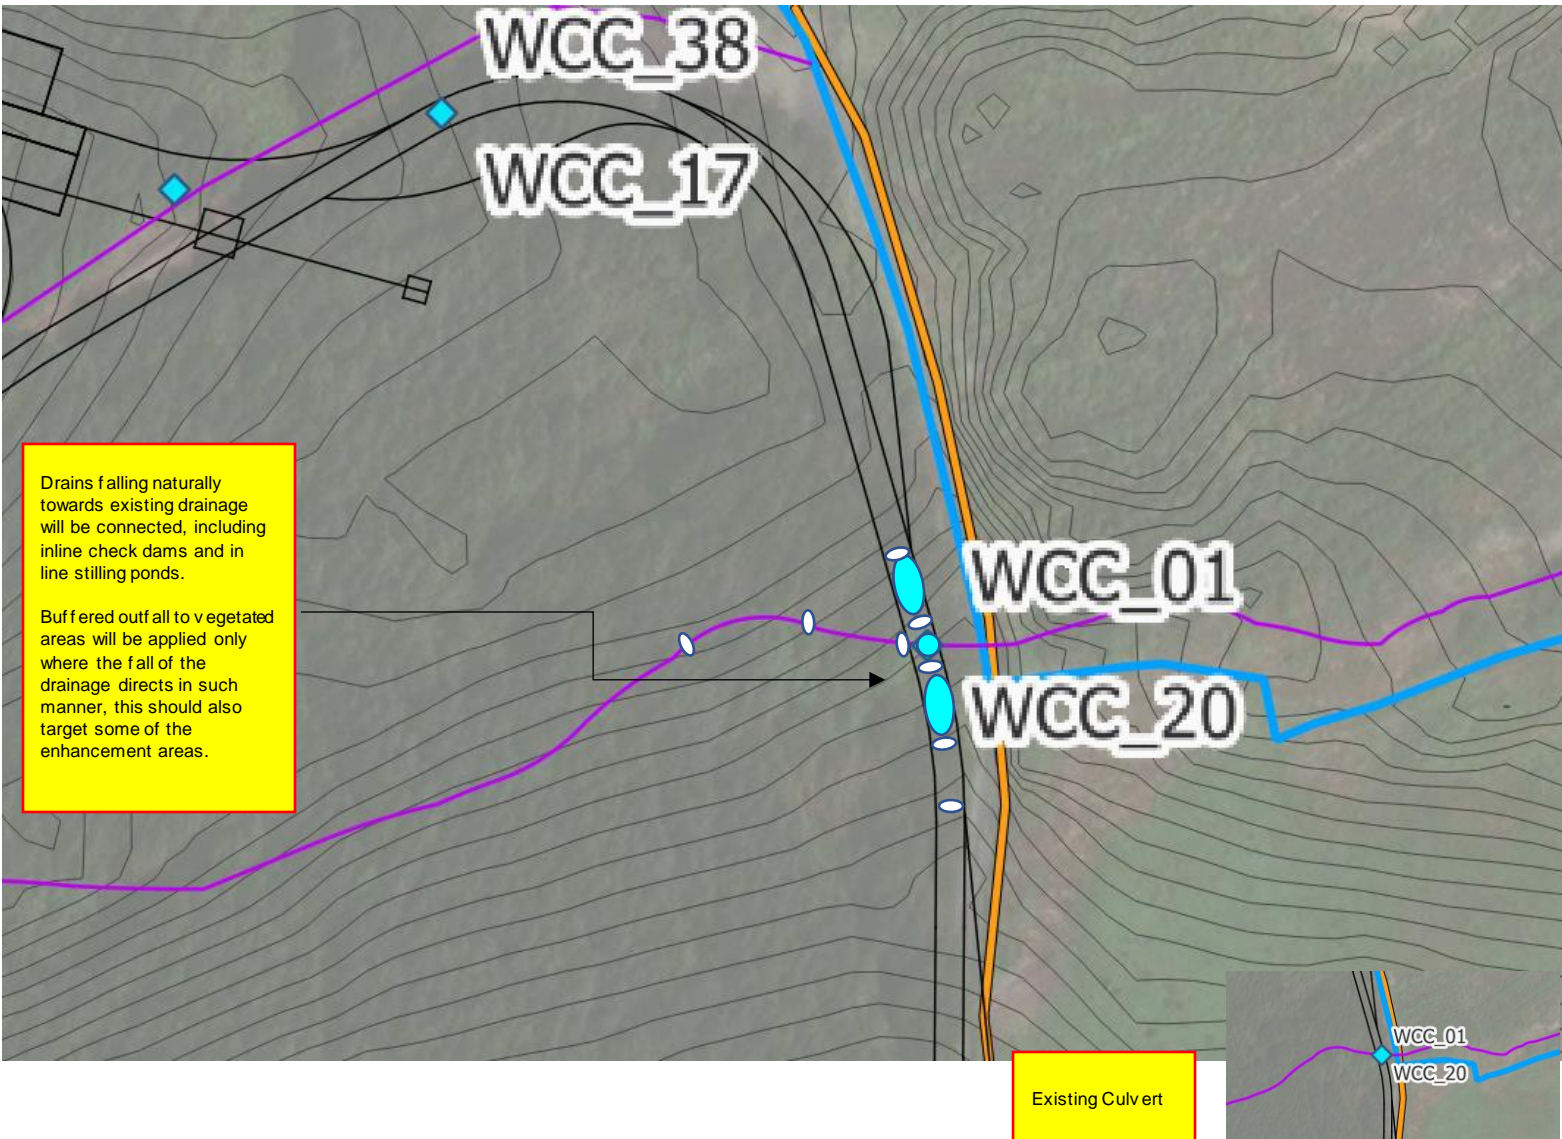 WCC_38
WCC_17
Drains falling naturally
towards existing drainage
will be connected, including
inline check dams and in
line stilling ponds.
Buffered outfall to vegetated
areas will be applied only
where the fall of the
drainage directs in such
manner, this should also
target some of the
enhancement areas.
WCC_01
WCC_20
Existing Culvert
WCC_01
WCC_20